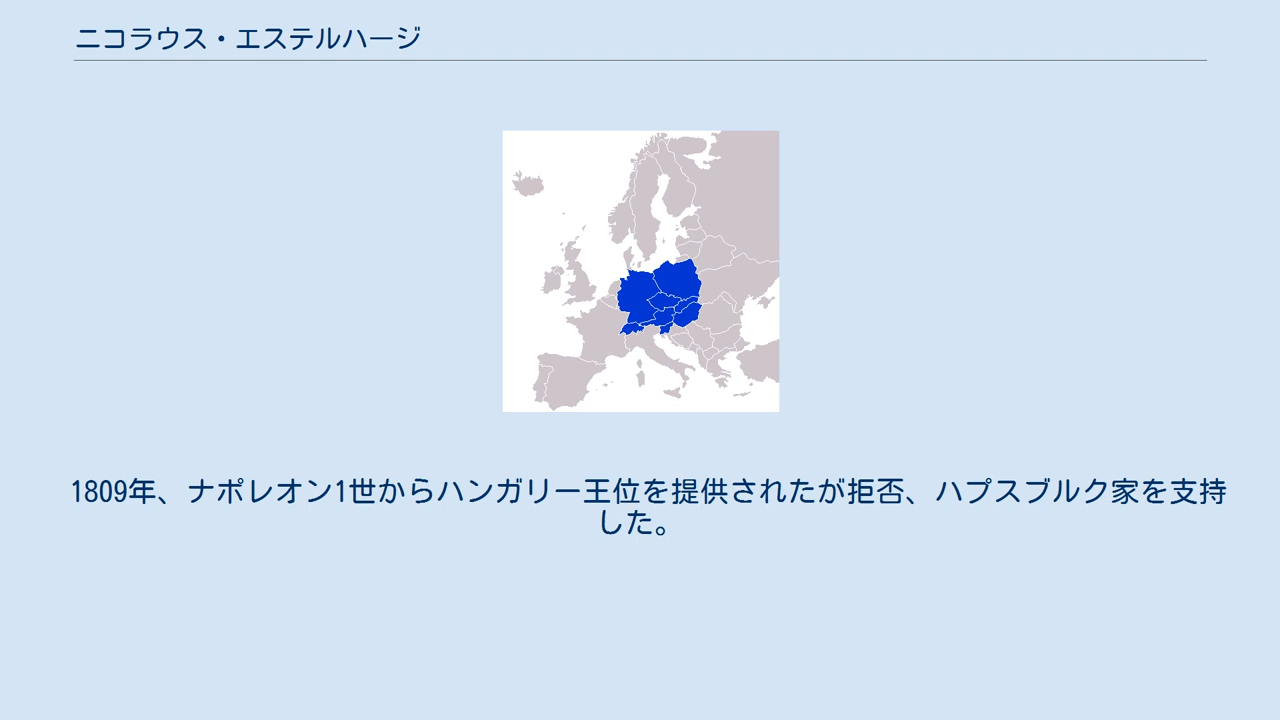 ニコラウス・エステルハージ
1809年、ナポレオン1世からハンガリー王位を提供されたが拒否、ハプスブルク家を支持
した。